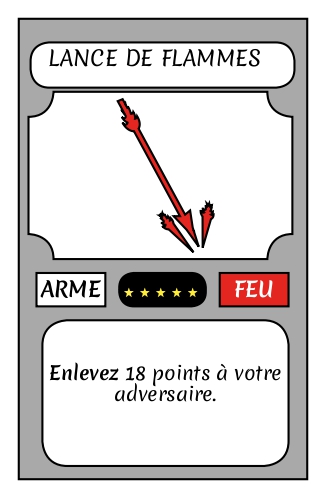 LANCE DE FLAMMES
ARME
FEU
Enlevez 18 points à votre
adversaire.